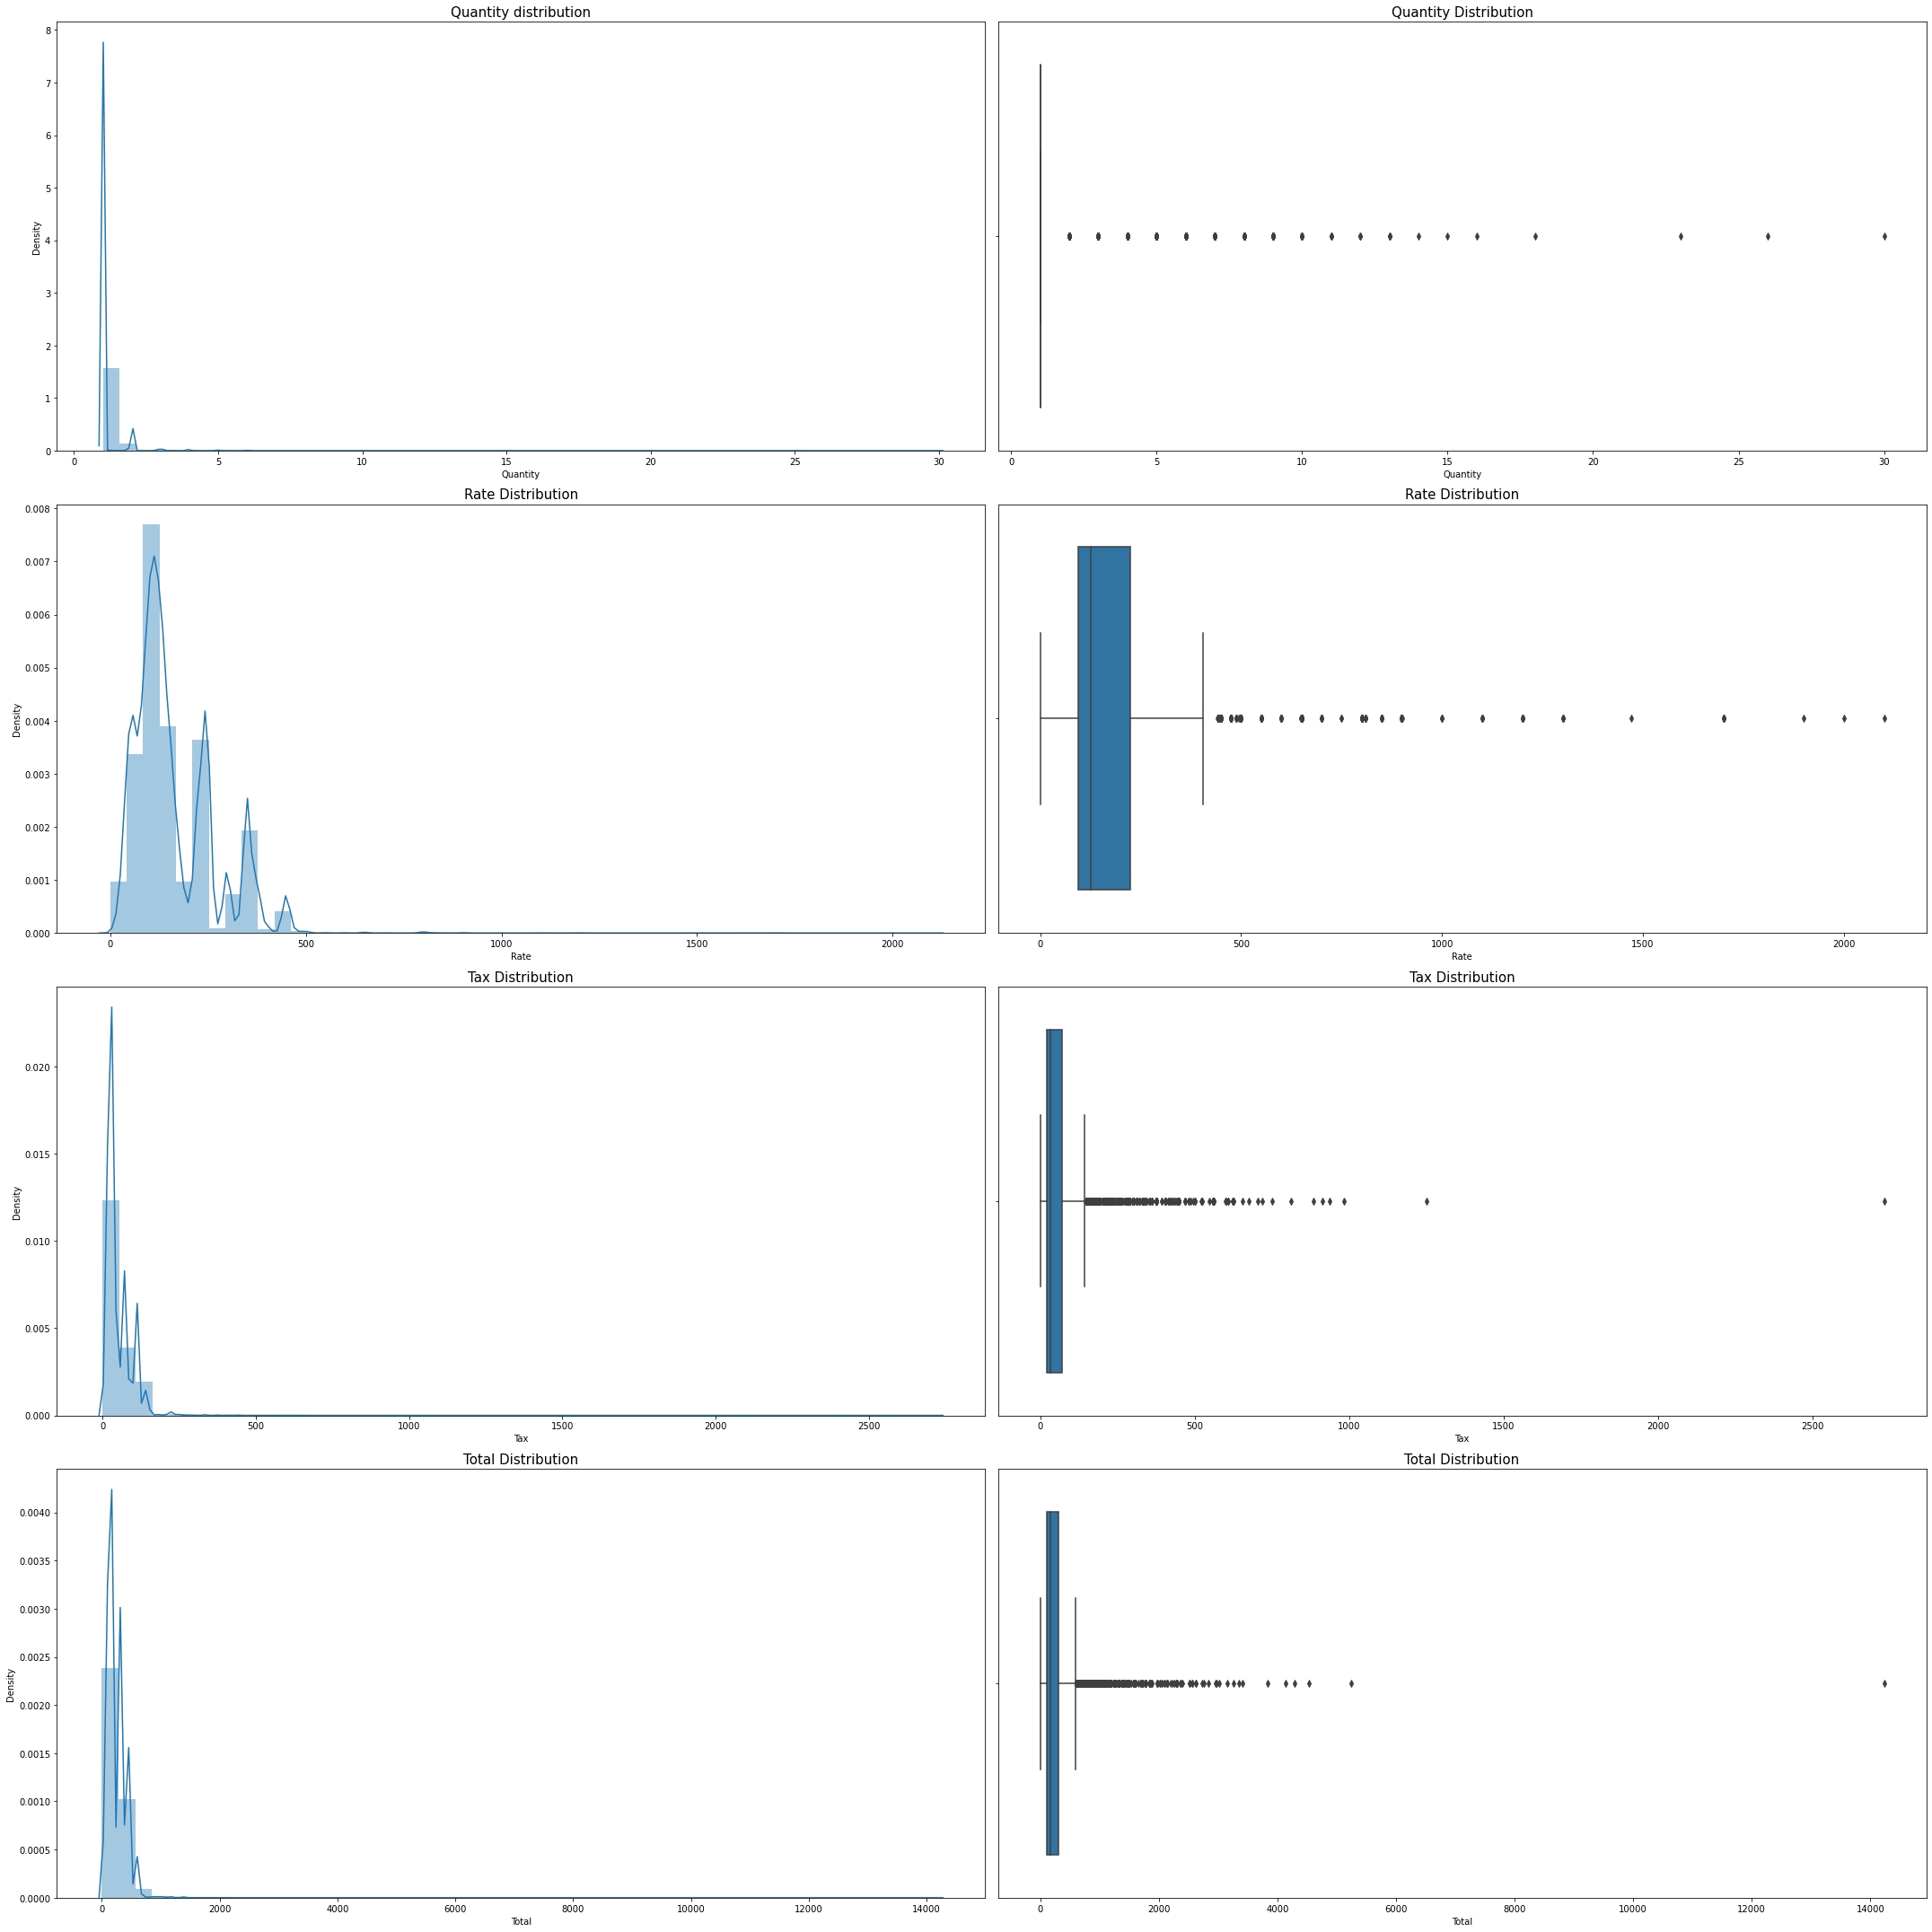 Quantity distribution
Quantity Distribution
8
7
6
5
4
3
2
1
0
Density
0 5 10 15 20 25 30
Quantity
0 5 10 15 20 25 30
Quantity
Rate Distribution
Rate Distribution
0.008
0.007
0.006
0.005
0.004
0.003
0.002
0.001
0.000
Density
0 500 1000 1500 2000
Rate
0 500 1000 1500 2000
Rate
Tax Distribution
Tax Distribution
0.020
0.015
0.010
0.005
0.000
Density
0 500 1000 1500 2000 2500
Tax
0 500 1000 1500 2000 2500
Tax
Total Distribution
Total Distribution
0.0040
0.0035
0.0030
0.0025
0.0020
0.0015
0.0010
0.0005
0.0000
Density
0 2000 4000 6000 8000 10000 12000 14000
Total
0 2000 4000 6000 8000 10000 12000 14000
Total